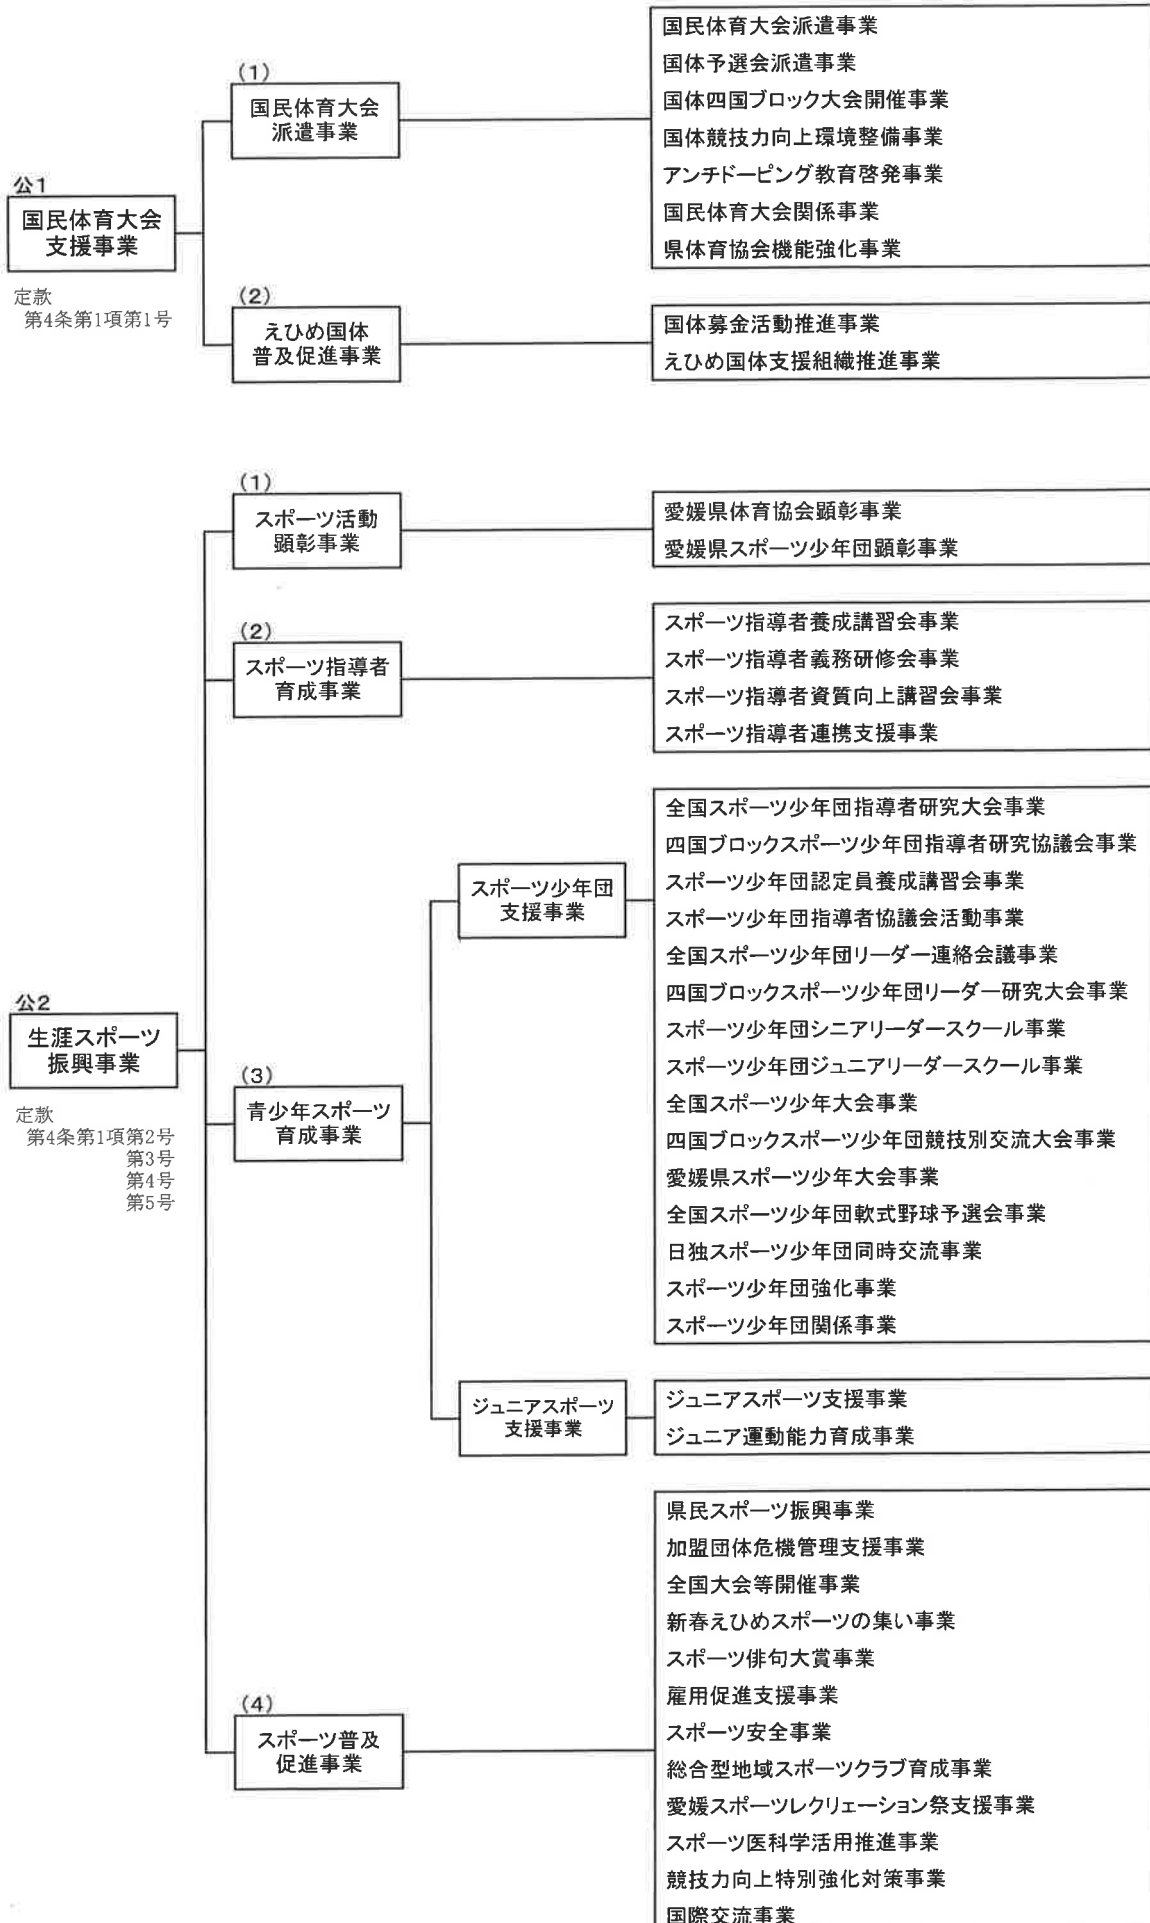 公1
国民体育大会
支援事業
定款
第4条第1項第1号
(1)
国民体育大会
派遣事業
国民体育大会派遣事業
国体予選会派遣事業
国体四国ブロック大会開催事業
国体競技力向上環境整備事業
アンチドーピング教育啓発事業
国民体育大会関係事業
県体育協会機能強化事業
(2)
えひめ国体
普及促進事業
国体募金活動推進事業
えひめ国体支援組織推進事業
公2
生涯スポーツ
振興事業
定款
第4条第1項第2号
第3号
第4号
第5号
(1)
スポーツ活動
顕彰事業
愛媛県体育協会顕彰事業
愛媛県スポーツ少年団顕彰事業
(2)
スポーツ指導者
育成事業
スポーツ指導者養成講習会事業
スポーツ指導者義務研修会事業
スポーツ指導者資質向上講習会事業
スポーツ指導者連携支援事業
(3)
青少年スポーツ
育成事業
スポーツ少年団
支援事業
全国スポーツ少年団指導者研究大会事業
四国ブロックスポーツ少年団指導者研究協議会事業
スポーツ少年団認定員養成講習会事業
スポーツ少年団指導者協議会活動事業
全国スポーツ少年団リーダー連絡会議事業
四国ブロックスポーツ少年団リーダー研究大会事業
スポーツ少年団シニアリーダースクール事業
スポーツ少年団ジュニアリーダースクール事業
全国スポーツ少年大会事業
四国ブロックスポーツ少年団競技別交流大会事業
愛媛県スポーツ少年大会事業
全国スポーツ少年団軟式野球予選会事業
日独スポーツ少年団同時交流事業
スポーツ少年団強化事業
スポーツ少年団関係事業
ジュニアスポーツ
支援事業
ジュニアスポーツ支援事業
ジュニア運動能力育成事業
(4)
スポーツ普及
促進事業
県民スポーツ振興事業
加盟団体危機管理支援事業
全国大会等開催事業
新春えひめスポーツの集い事業
スポーツ俳句大賞事業
雇用促進支援事業
スポーツ安全事業
総合型地域スポーツクラブ育成事業
愛媛スポーツレクリェーション祭支援事業
スポーツ医科学活用推進事業
競技力向上特別強化対策事業
国際交流事業